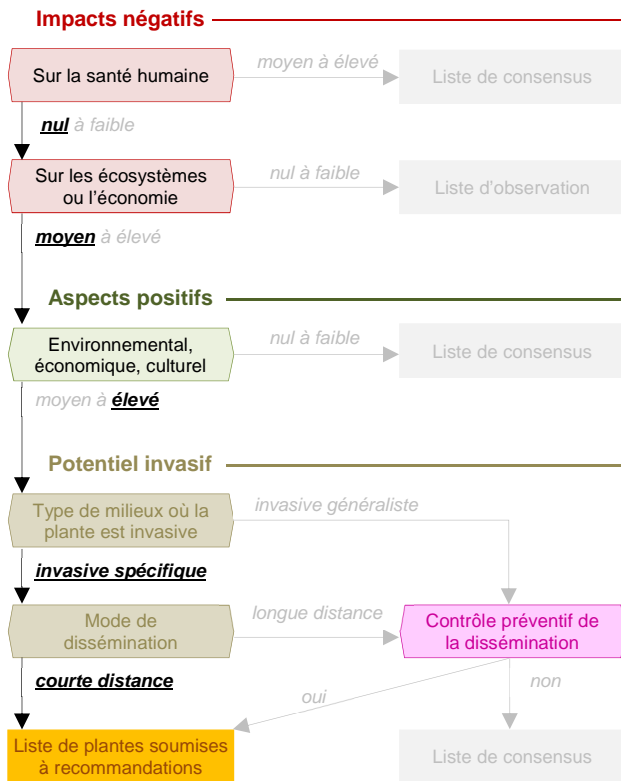 Impacts négatifs
Sur la santé humaine
moyen à élevé
Liste de consensus
nul à faible
Sur les écosystèmes
ou l'économie
nul à faible
Liste d'observation
moyen à élevé
Aspects positifs
Environnemental,
économique, culturel
nul à faible
Liste de consensus
moyen à élevé
Potentiel invasif
Type de milieux où la
plante est invasive
invasive généraliste
invasive spécifique
Mode de
dissémination
longue distance
Contrôle préventif de
la dissémination
courte distance
oui
non
Liste de plantes soumises
à recommandations
Liste de consensus